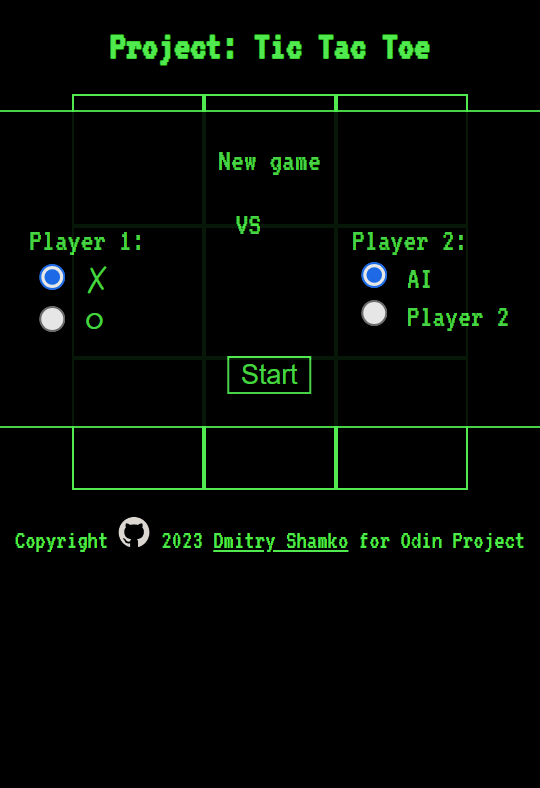 Project: Tic Tac Toe
New game
VS
Player 1:
X
O
Player 2:
AI
Player 2
Start
Copyright 2023 Dmitry Shamko for Odin Project